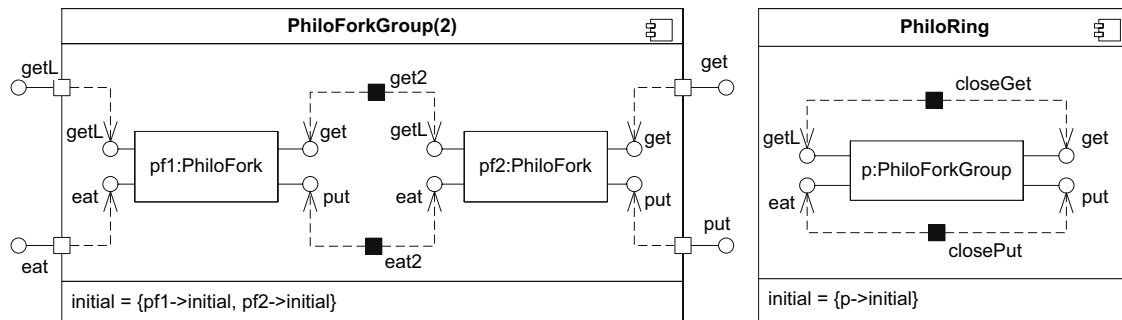 PhiloForkGroup(2)
PhiloRing
getL
get2
get
closeGet
getL
get
getL
get
getL
get
pf1:PhiloFork
pf2:PhiloFork
p:PhiloForkGroup
eat
put
eat
put
eat
put
put
closePut
eat
eat2
initial = {pf1->initial, pf2->initial}
initial = {p->initial}